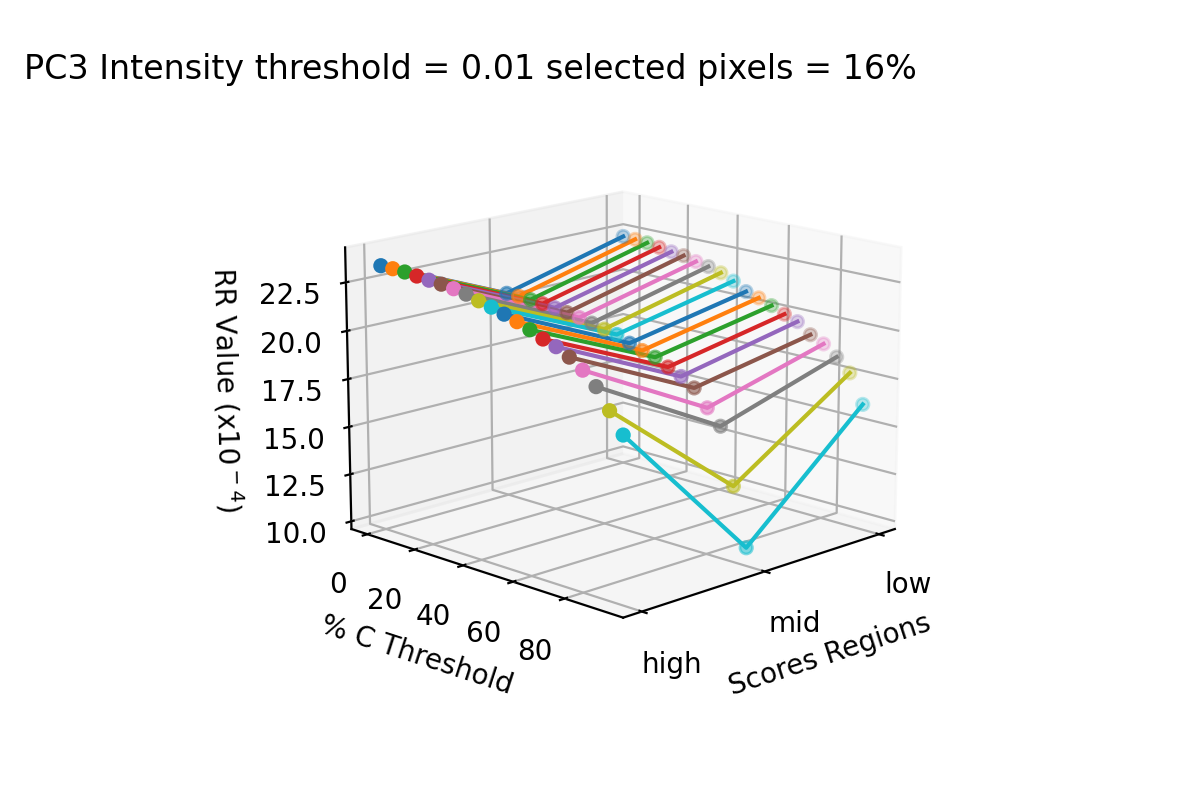 PC3 Intensity threshold = 0.01 selected pixels = 16%
RR Value (x10⁻⁴)
22.5
20.0
17.5
15.0
12.5
10.0
0
20
40
60
80
% C Threshold
high
mid
low
Scores Regions